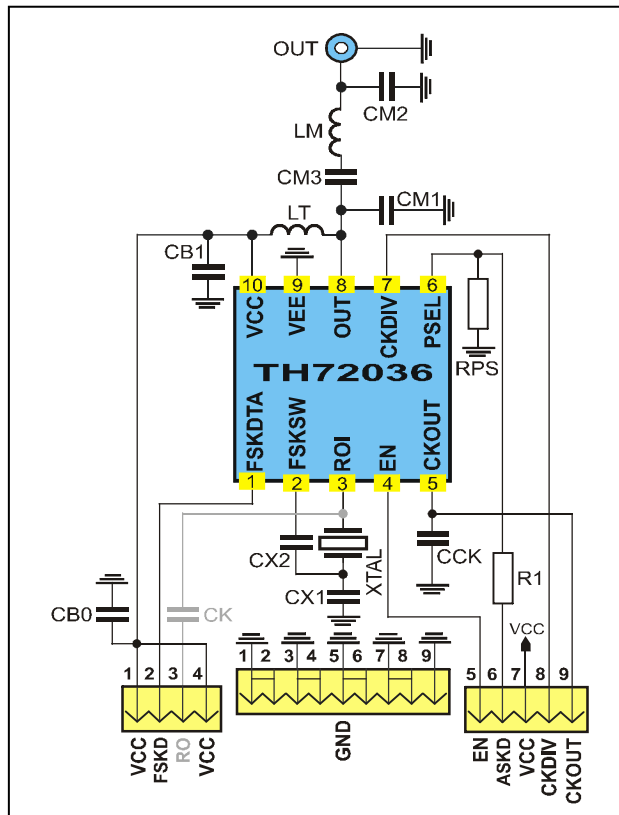 OUT
CM2
LM
CM3
CM1
LT
CB1
10 9 8 7 6
VCC VEE OUT CKDIV PSEL
RPS
TH72036
FSKDTA FSKSW ROI EN CKOUT
1 2 3 4 5
CX2
XTAL
CCK
R1
CX1
CB0
CK
VCC
1 2 3 4
1 2 3 4 5 6 7 8 9
5 6 7 8 9
VCC FSKD RO VCC
GND
EN ASKD VCC CKDIV CKOUT